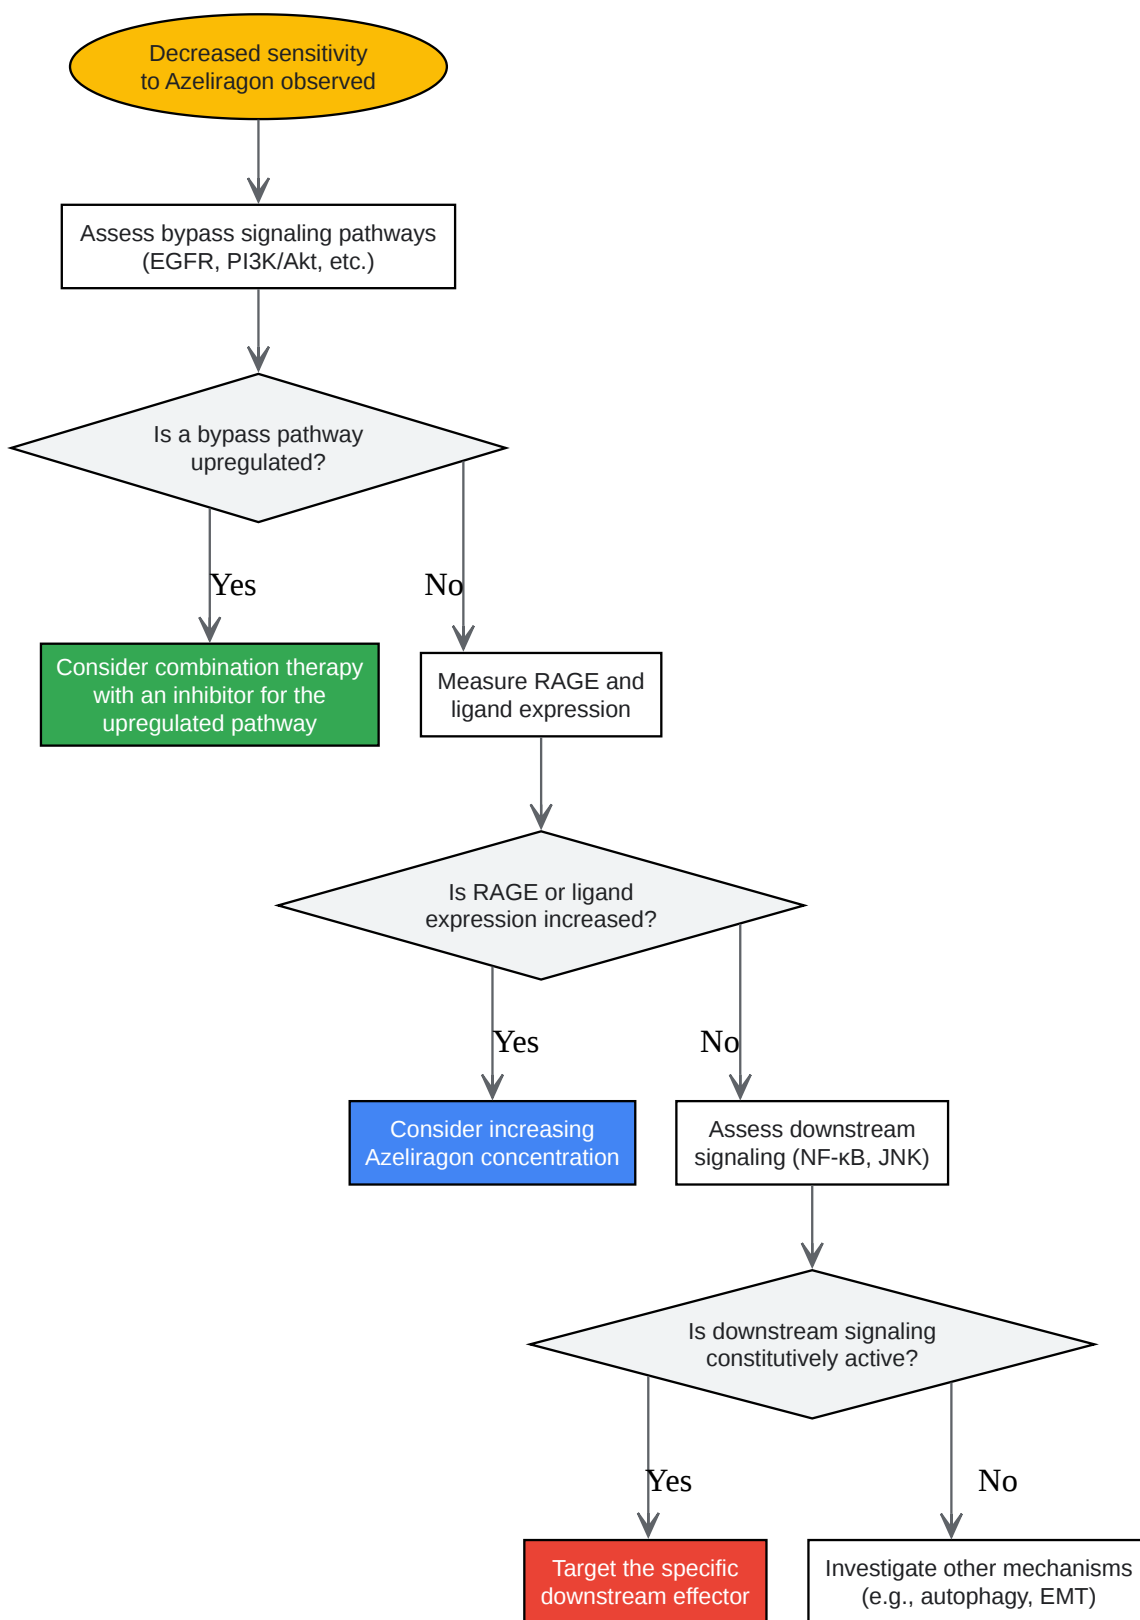 Decreased sensitivity
to Azeliragon observed
Assess bypass signaling pathways
(EGFR, PI3K/Akt, etc.)
Is a bypass pathway
upregulated?
Yes
No
Consider combination therapy
with an inhibitor for the
upregulated pathway
Measure RAGE and
ligand expression
Is RAGE or ligand
expression increased?
Yes
No
Consider increasing
Azeliragon concentration
Assess downstream
signaling (NF-κB, JNK)
Is downstream signaling
constitutively active?
Yes
No
Target the specific
downstream effector
Investigate other mechanisms
(e.g., autophagy, EMT)